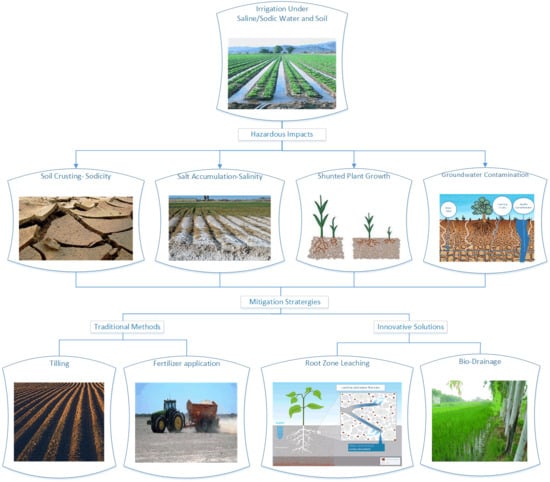 Irrigation Under
Saline/Sodic Water and Soil
Hazardous Impacts
Soil Crusting- Sodicity
Salt Accumulation-Salinity
Shunted Plant Growth
Groundwater Contamination
Mitigation Stratergies
Traditional Methods
Innovative Solutions
Tilling
Fertilizer application
Root Zone Leaching
Bio-Drainage